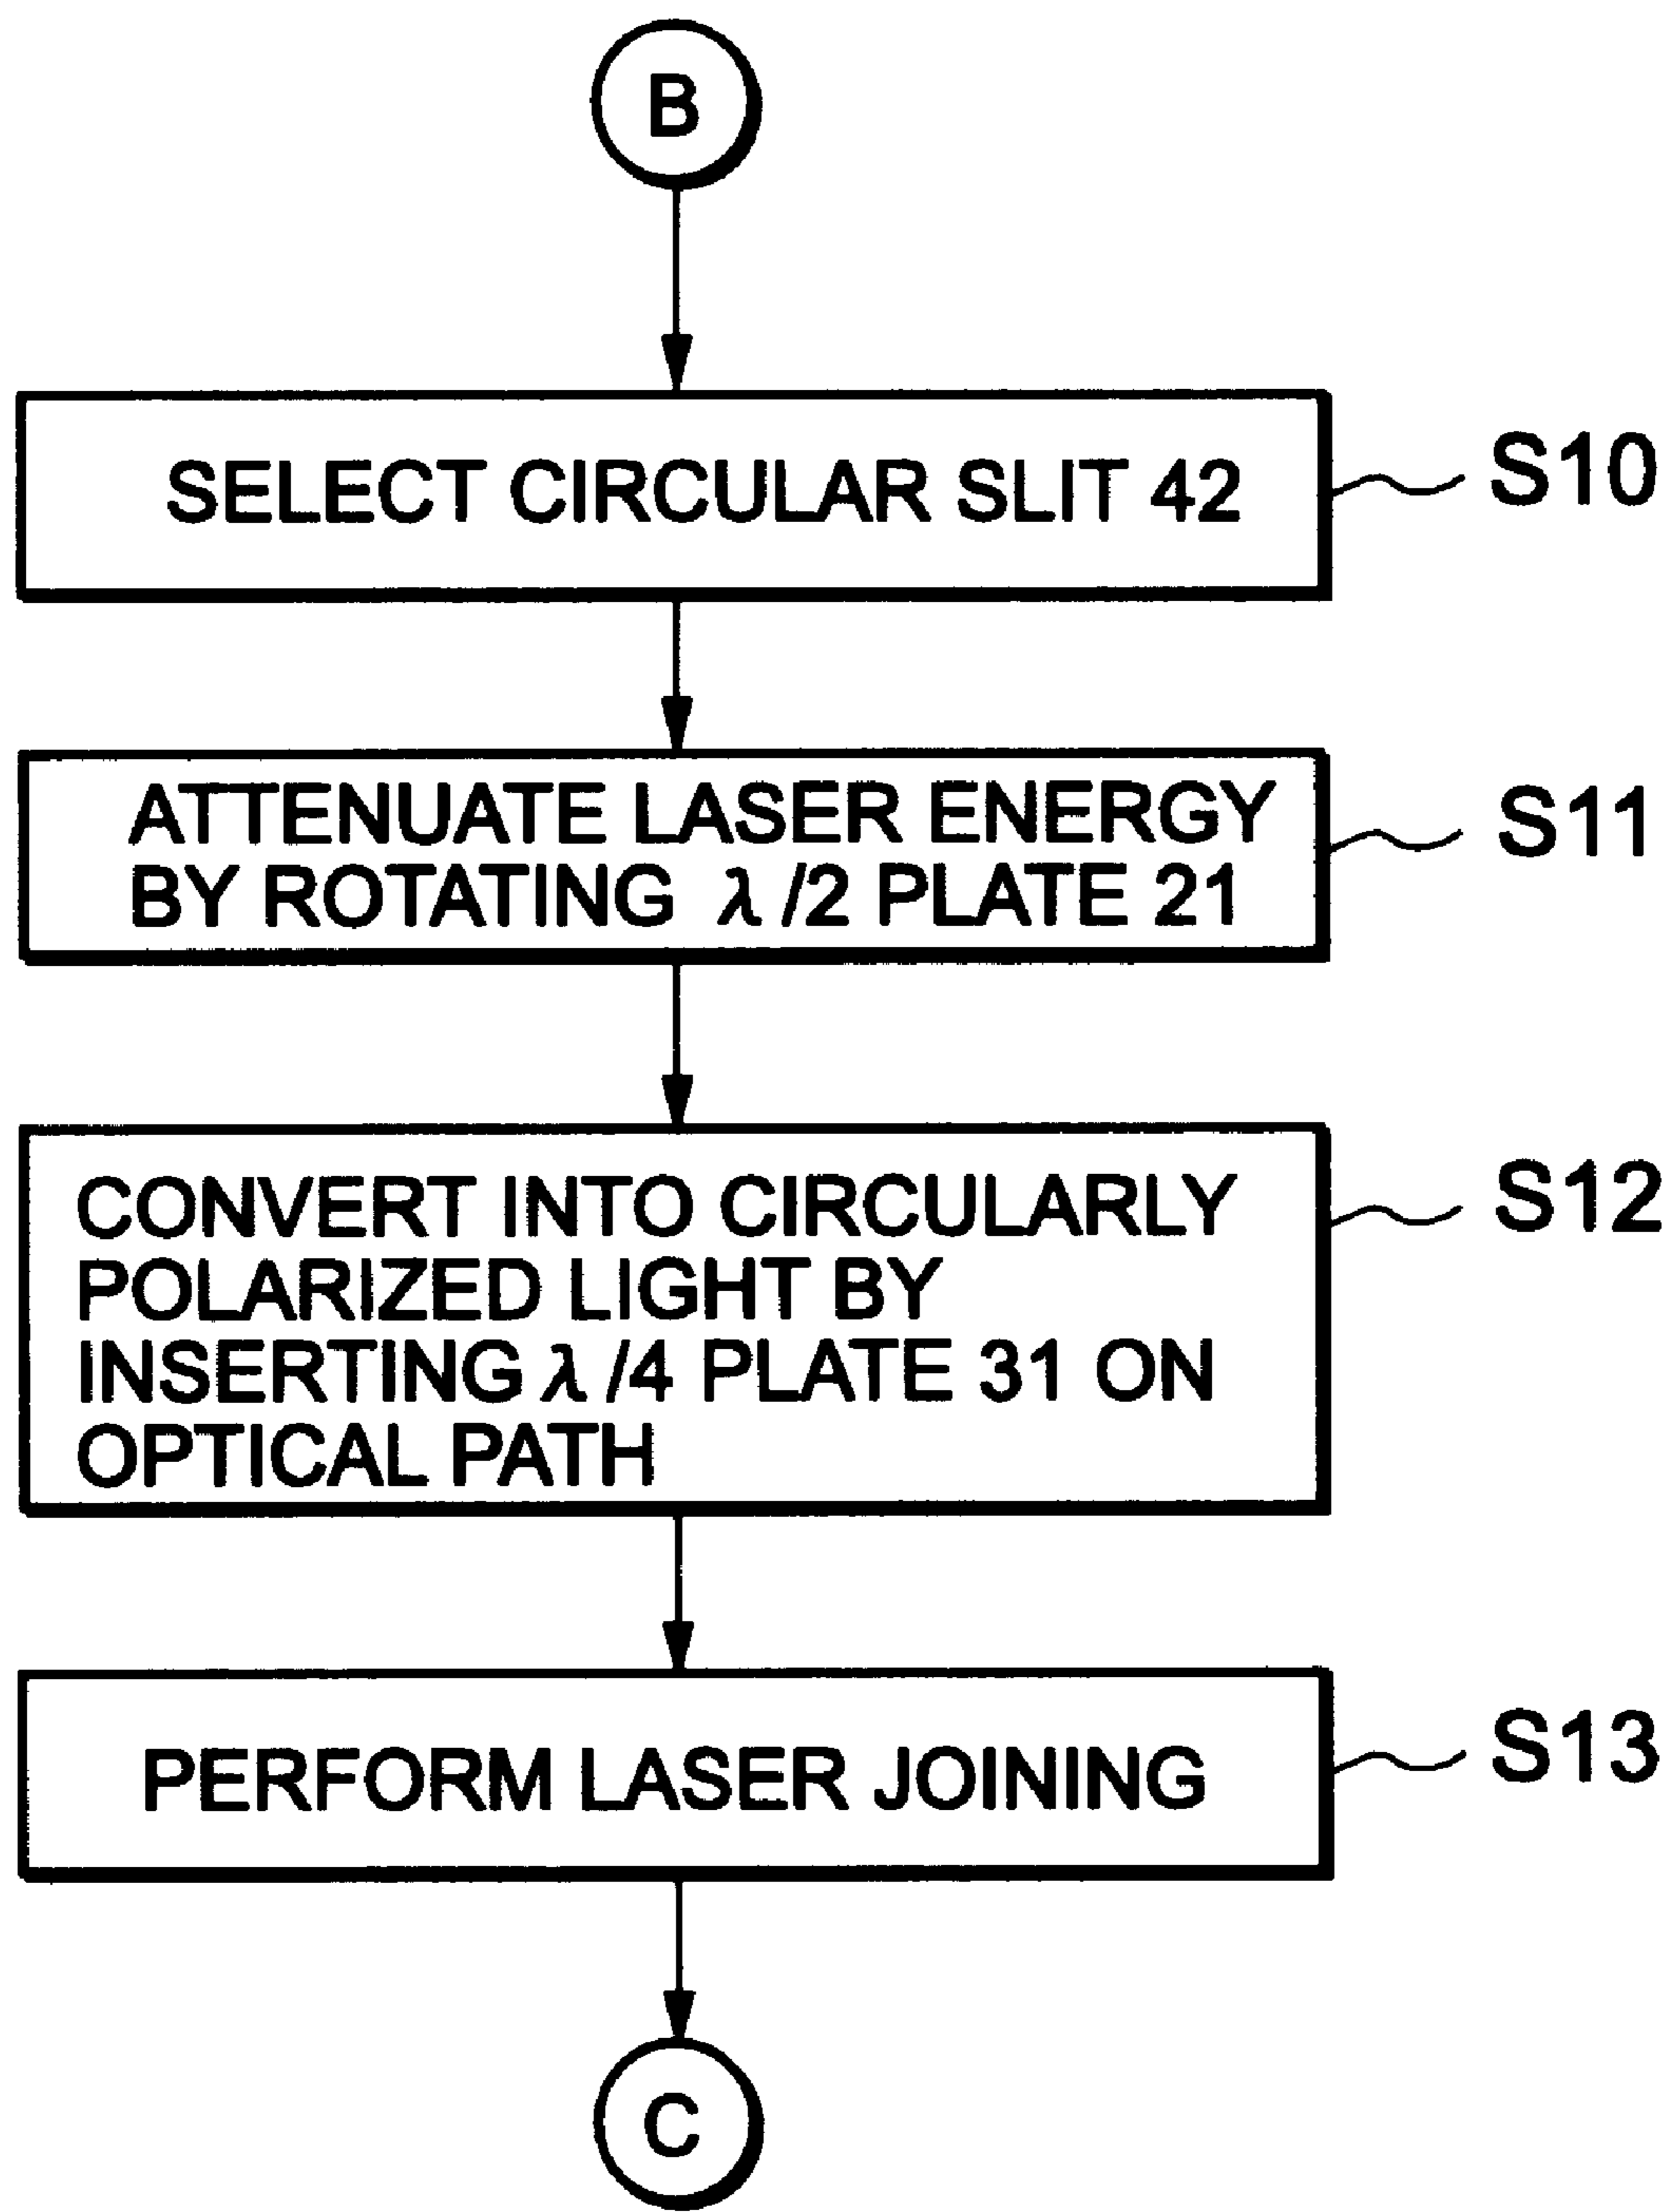 B
SELECT CIRCULAR SLIT 42
S10
ATTENUATE LASER ENERGY
BY ROTATING λ/2 PLATE 21
S11
CONVERT INTO CIRCULARLY
POLARIZED LIGHT BY
INSERTING λ/4 PLATE 31 ON
OPTICAL PATH
S12
PERFORM LASER JOINING
S13
C